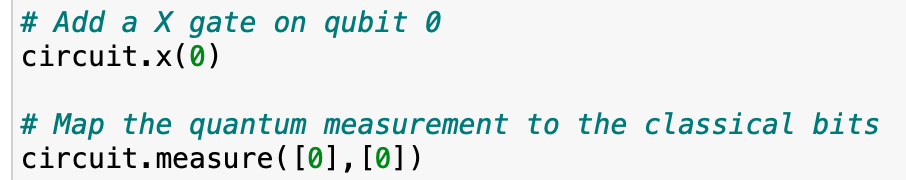 # Add a X gate on qubit 0
circuit.x(0)
# Map the quantum measurement to the classical bits
circuit.measure([0],[0])